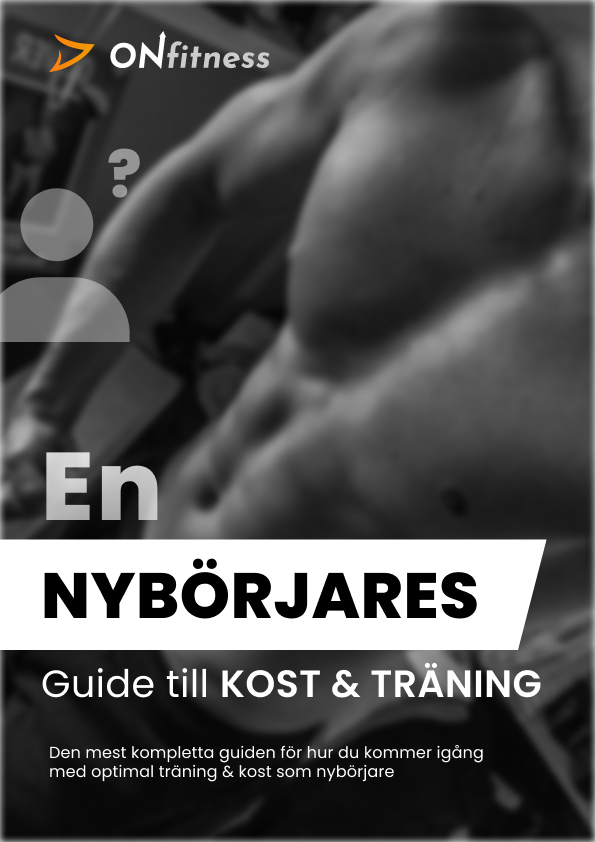 ONfitness
?
En
NYBÖRJARES
Guide till KOST & TRÄNING
Den mest kompletta guiden för hur du kommer igång
med optimal träning & kost som nybörjare